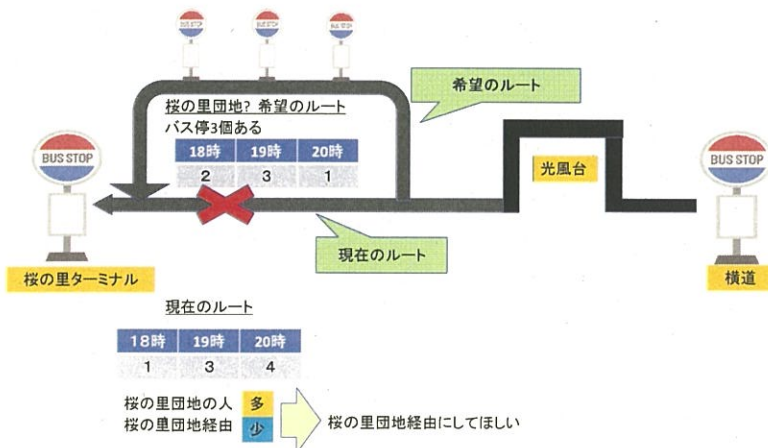 BUS STOP
BUS STOP
BUS STOP
希望のルート
桜の里団地? 希望のルート
バス停3個ある
18時 19時 20時
2 3 1
BUS STOP
BUS STOP
光風台
現在のルート
桜の里ターミナル
横道
現在のルート
18時 19時 20時
1 3 4
桜の里団地の人 多
桜の里団地経由 少
桜の里団地経由にしてほしい